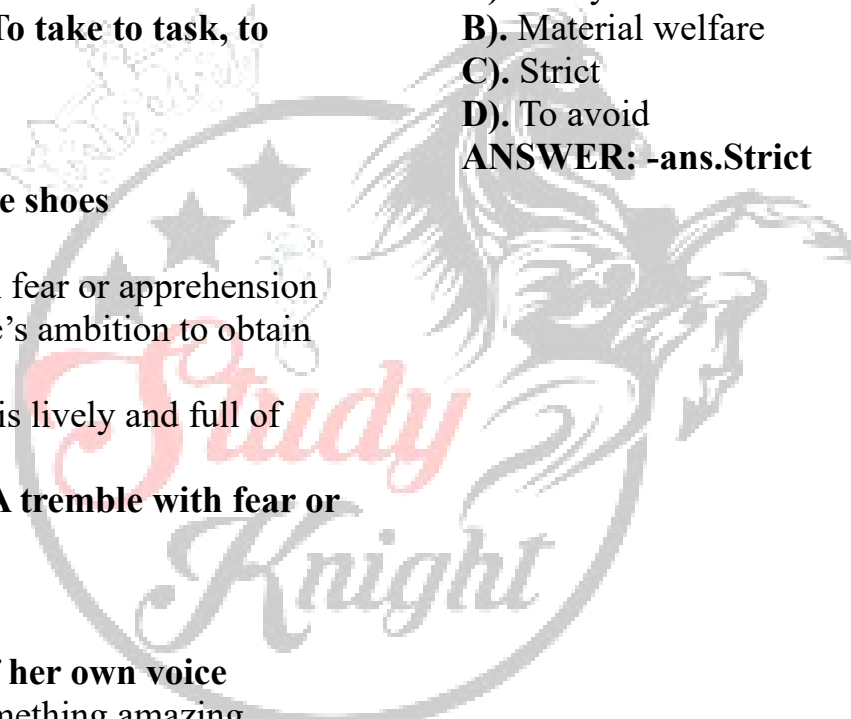 To take to task, to
e shoes
fear or apprehension
e's ambition to obtain
is lively and full of
A tremble with fear or
her own voice
mething amazing
B). Material welfare
C). Strict
D). To avoid
ANSWER: -ans.Strict
Study
Knight